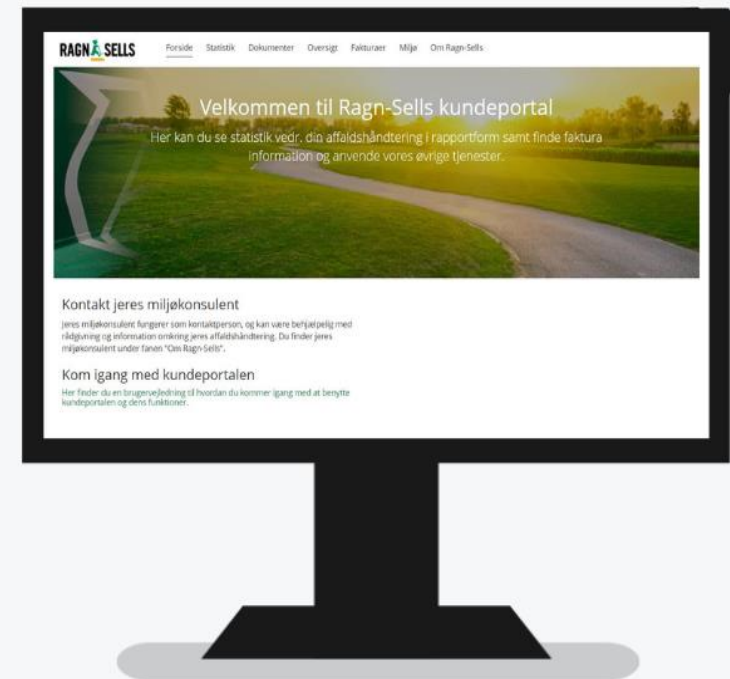 RAGN SELLS
Forside Statistik Dokumenter Oversigt Fakturaer Miljø Om Ragn-Sells
Velkommen til Ragn-Sells kundeportal
Her kan du se statistik vedr. din affaldshåndtering i rapportform samt finde faktura
information og anvende vores øvrige tjenester.
Kontakt jeres miljøkonsulent
Jeres miljøkonsulent fungerer som kontaktperson, og kan være behjælpelig med
rådgivning og information omkring jeres affaldshåndtering. Du finder jeres
miljøkonsulent under fanen "Om Ragn-Sells".
Kom igang med kundeportalen
Her finder du en brugervejledning til hvordan du kommer igang med at benytte
kundeportalen og dens funktioner.